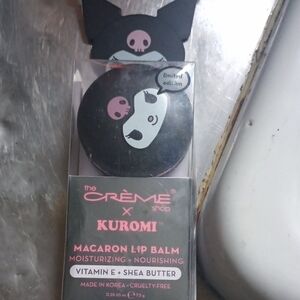 limited
edition
the
CRÈME
shop
x
KUROMI
MACARON LIP BALM
MOISTURIZING + NOURISHING
VITAMIN E + SHEA BUTTER
MADE IN KOREA • CRUELTY-FREE